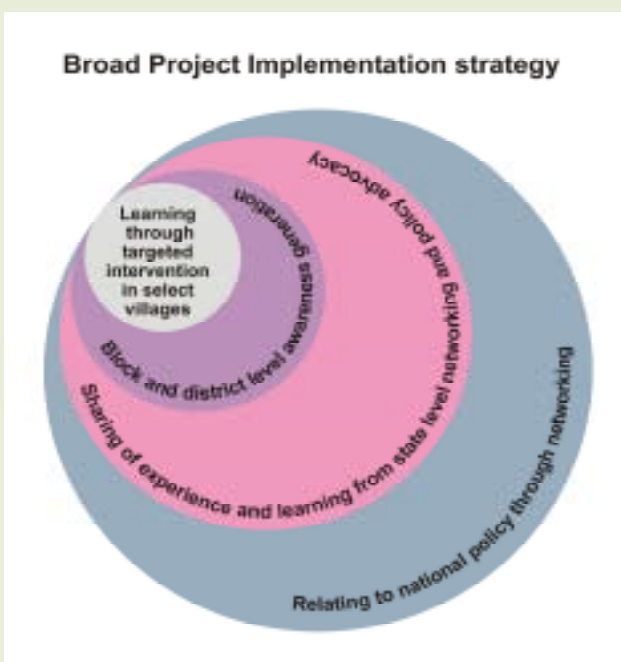 Broad Project Implementation strategy
Learning
through
targeted
intervention
in select
villages
Block and district level awareness generation
Sharing of experience and learning from state level networking and policy advocacy
Relating to national policy through networking